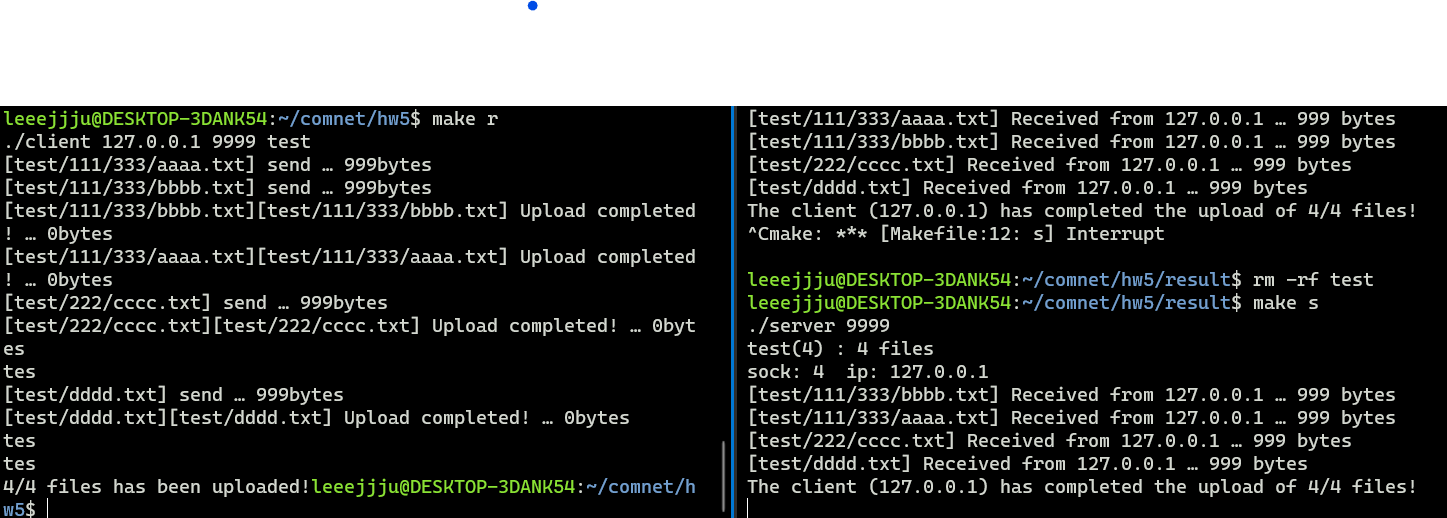 leeejjju@DESKTOP-3DANK54:~/comnet/hw5$ make r
./client 127.0.0.1 9999 test
[test/111/333/aaaa.txt] send … 999bytes
[test/111/333/bbbb.txt] send … 999bytes
[test/111/333/bbbb.txt][test/111/333/bbbb.txt] Upload completed
! … 0bytes
[test/111/333/aaaa.txt][test/111/333/aaaa.txt] Upload completed
! … 0bytes
[test/222/cccc.txt] send … 999bytes
[test/222/cccc.txt][test/222/cccc.txt] Upload completed! … 0byt
es
tes
[test/dddd.txt] send … 999bytes
[test/dddd.txt][test/dddd.txt] Upload completed! … 0bytes
tes
tes
4/4 files has been uploaded!leeejjju@DESKTOP-3DANK54:~/comnet/h
w5$
[test/111/333/aaaa.txt] Received from 127.0.0.1 … 999 bytes
[test/111/333/bbbb.txt] Received from 127.0.0.1 … 999 bytes
[test/222/cccc.txt] Received from 127.0.0.1 … 999 bytes
[test/dddd.txt] Received from 127.0.0.1 … 999 bytes
The client (127.0.0.1) has completed the upload of 4/4 files!
^Cmake: *** [Makefile:12: s] Interrupt
leeejjju@DESKTOP-3DANK54:~/comnet/hw5/result$ rm -rf test
leeejjju@DESKTOP-3DANK54:~/comnet/hw5/result$ make s
./server 9999
test(4) : 4 files
sock: 4  ip: 127.0.0.1
[test/111/333/bbbb.txt] Received from 127.0.0.1 … 999 bytes
[test/111/333/aaaa.txt] Received from 127.0.0.1 … 999 bytes
[test/222/cccc.txt] Received from 127.0.0.1 … 999 bytes
[test/dddd.txt] Received from 127.0.0.1 … 999 bytes
The client (127.0.0.1) has completed the upload of 4/4 files!